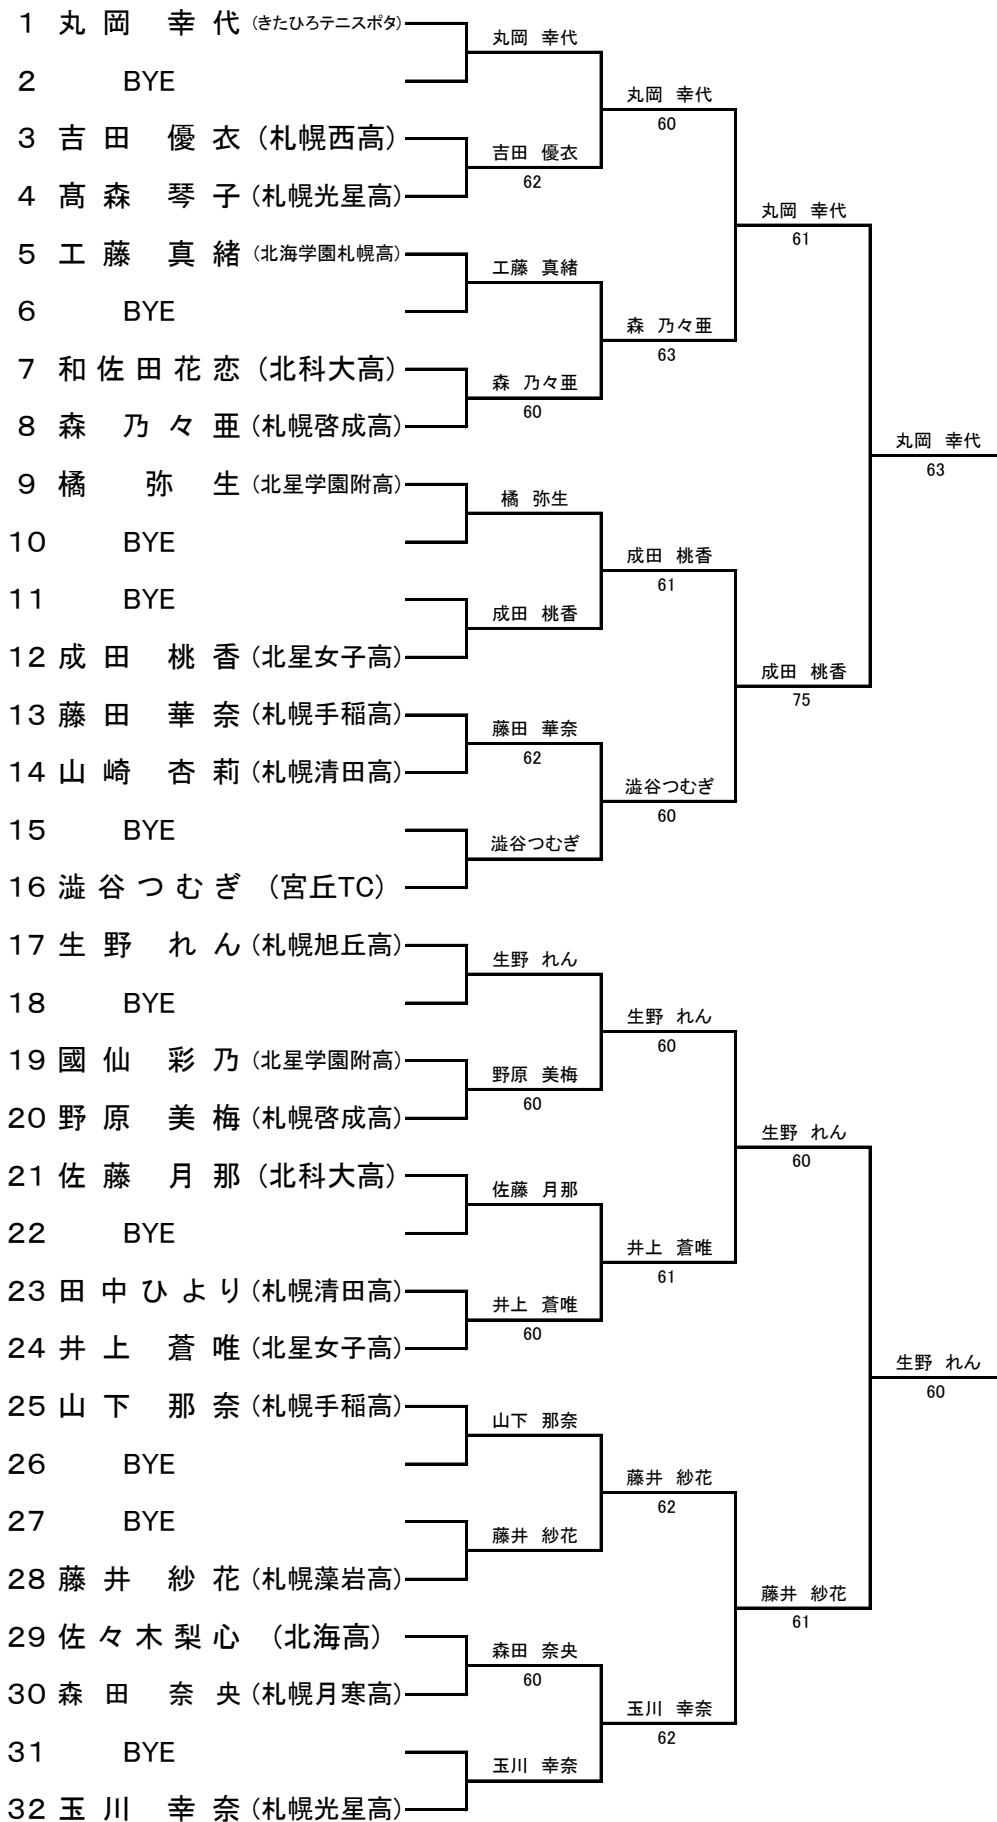 1 丸岡 幸代 (きたひろテニスポタ)
2 BYE
3 吉田 優衣 (札幌西高)
4 髙森 琴子 (札幌光星高)
5 工藤 真緒 (北海学園札幌高)
6 BYE
7 和佐田花恋 (北科大高)
8 森 乃々亜 (札幌啓成高)
9 橘 弥生 (北星学園附高)
10 BYE
11 BYE
12 成田 桃香 (北星女子高)
13 藤田 華奈 (札幌手稲高)
14 山崎 杏莉 (札幌清田高)
15 BYE
16 澁谷つむぎ (宮丘TC)
17 生野 れん (札幌旭丘高)
18 BYE
19 國仙 彩乃 (北星学園附高)
20 野原 美梅 (札幌啓成高)
21 佐藤 月那 (北科大高)
22 BYE
23 田中ひより (札幌清田高)
24 井上 蒼唯 (北星女子高)
25 山下 那奈 (札幌手稲高)
26 BYE
27 BYE
28 藤井 紗花 (札幌藻岩高)
29 佐々木梨心 (北海高)
30 森田 奈央 (札幌月寒高)
31 BYE
32 玉川 幸奈 (札幌光星高)
丸岡 幸代
吉田 優衣
62
工藤 真緒
森 乃々亜
60
橘 弥生
成田 桃香
藤田 華奈
62
澁谷つむぎ
生野 れん
野原 美梅
60
佐藤 月那
井上 蒼唯
60
山下 那奈
藤井 紗花
森田 奈央
60
玉川 幸奈
丸岡 幸代
60
森 乃々亜
63
成田 桃香
61
澁谷つむぎ
60
生野 れん
60
井上 蒼唯
61
藤井 紗花
62
玉川 幸奈
62
丸岡 幸代
61
成田 桃香
75
生野 れん
60
藤井 紗花
61
丸岡 幸代
63
生野 れん
60